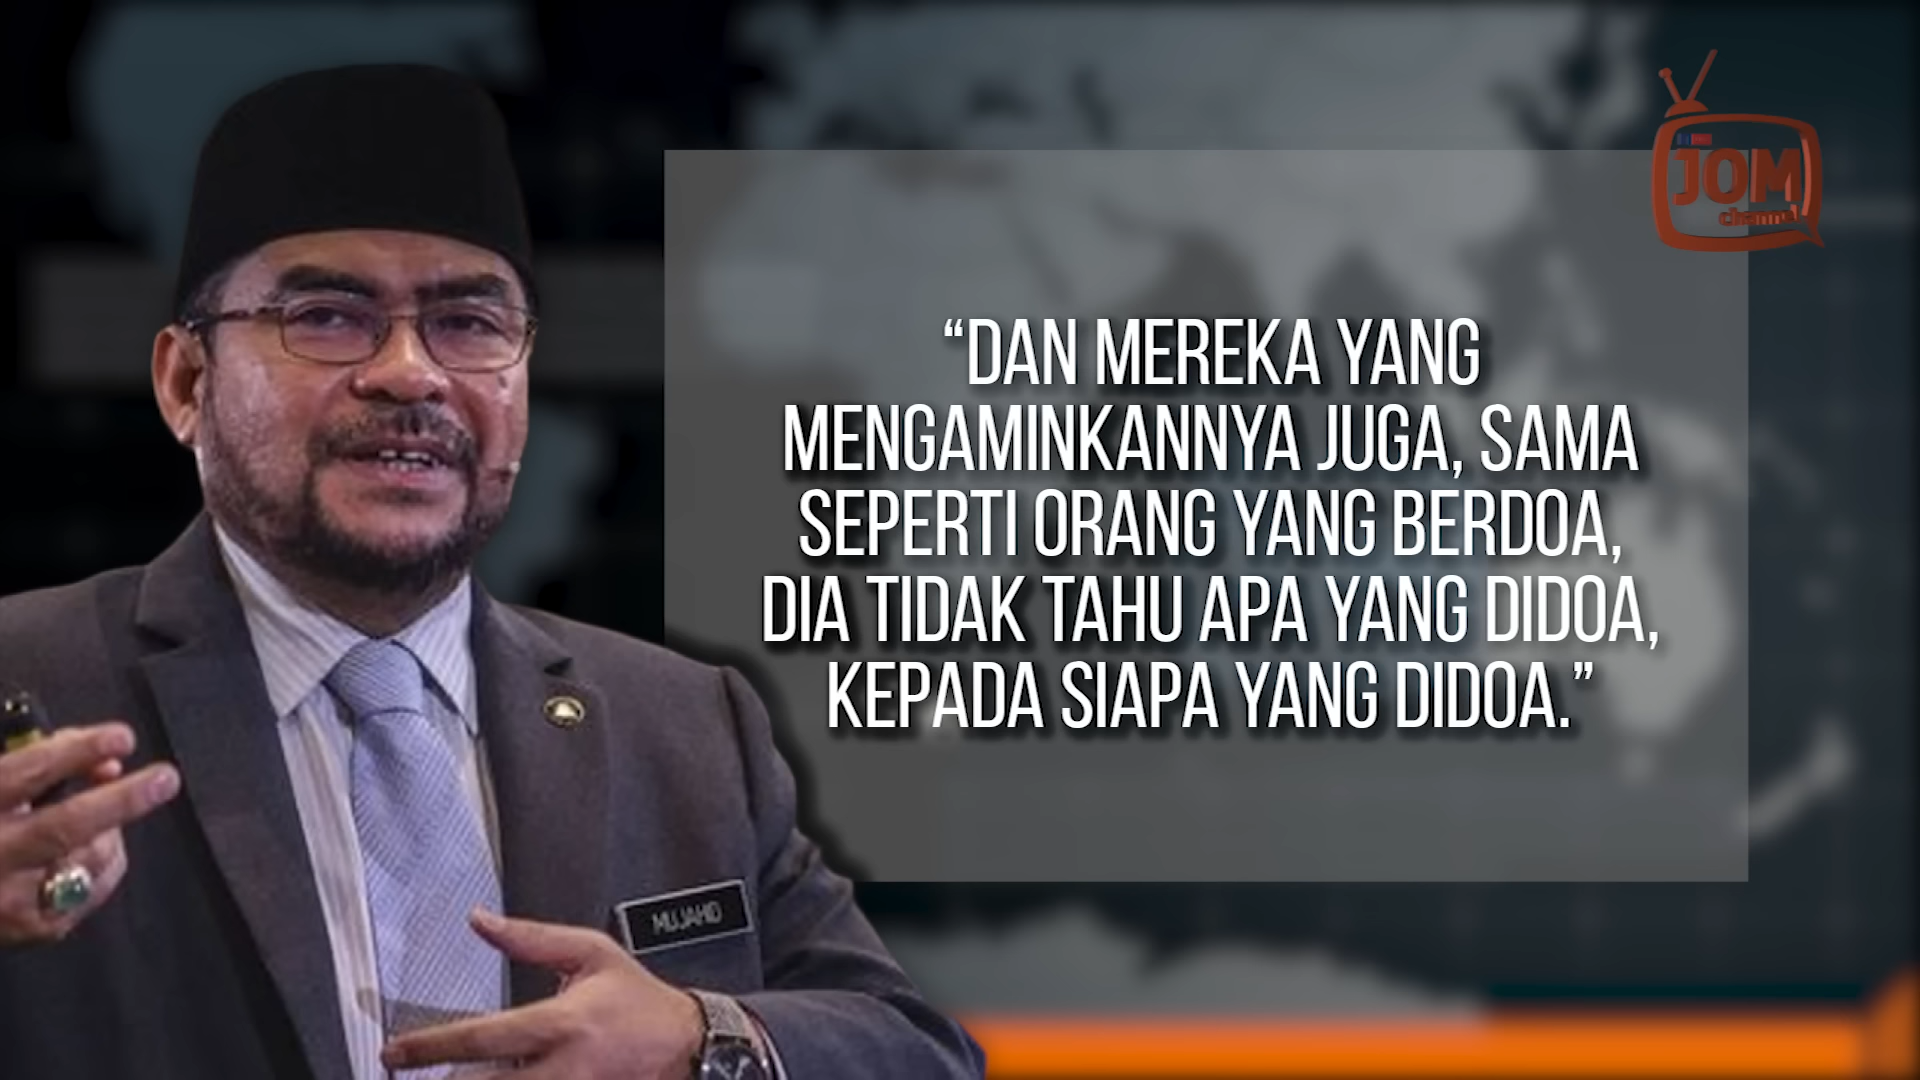 JOM
channel
“DAN MEREKA YANG
MENGAMINKANNYA JUGA, SAMA
SEPERTI ORANG YANG BERDOA,
DIA TIDAK TAHU APA YANG DIDOA,
KEPADA SIAPA YANG DIDOA.”
MUJAHID